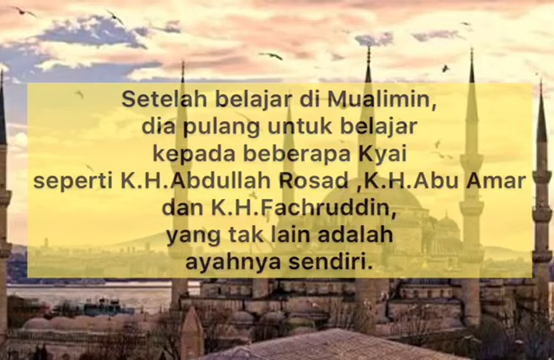 Setelah belajar di Mualimin,
dia pulang untuk belajar
kepada beberapa Kyai
seperti K.H.Abdullah Rosad ,K.H.Abu Amar
dan K.H.Fachruddin,
yang tak lain adalah
ayahnya sendiri.